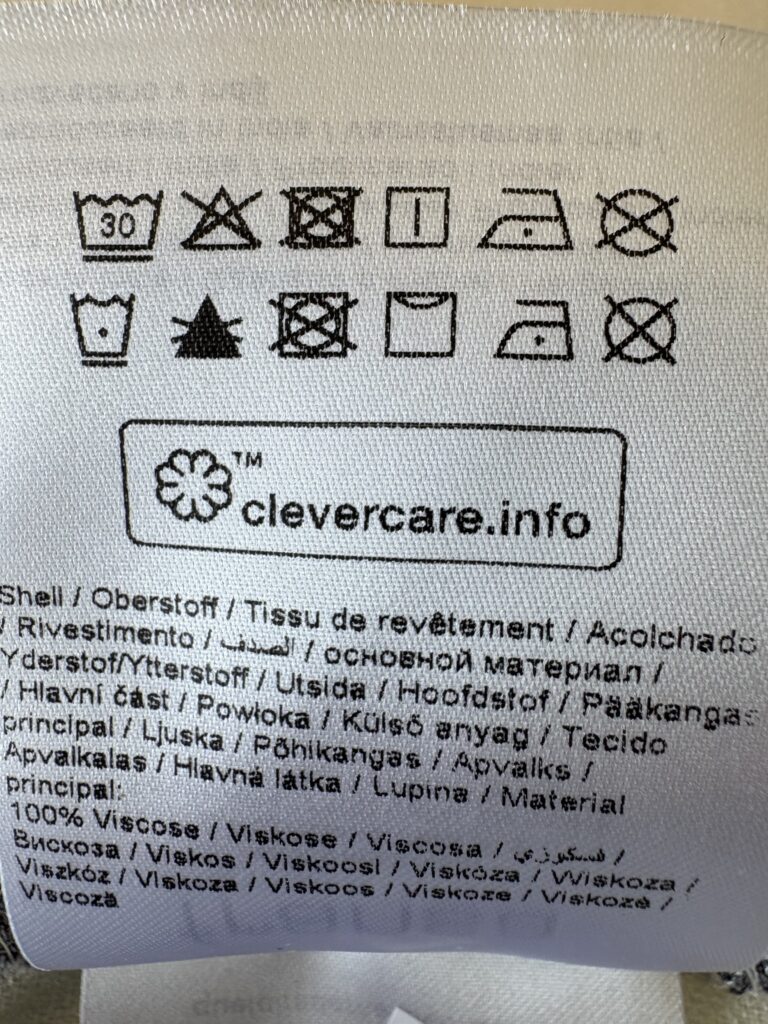 30
TM
clevercare.info
Shell / Oberstoff / Tissu de revêtement / Acolchado
/ Rivestimento / الصدف / основной материал /
Yderstof/Ytterstoff / Utsida / Hoofdstof / Pääkangas
/ Hlavní část / Powłoka / Külső anyag / Tecido
principal / Ljuska / Põhikangas / Apvalks /
Apvalkalas / Hlavná látka / Lupina / Material
principal:
100% Viscose / Viskose / Viscosa / فسكوزي /
Вискоза / Viskos / Viskoosi / Viskóza / Wiskoza /
Viszkóz / Viskoza / Viskoos / Viskoze / Viskozė /
Viscoză